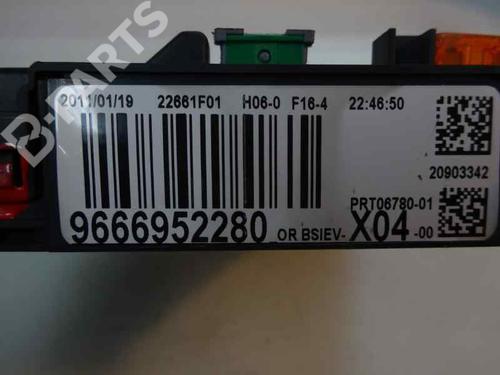 B-PARTS
2011/01/19 22661F01 H06-0 F16-4 22:46:50
20903342
PRT06780-01
9666952280 OR BSIEV-X04-00